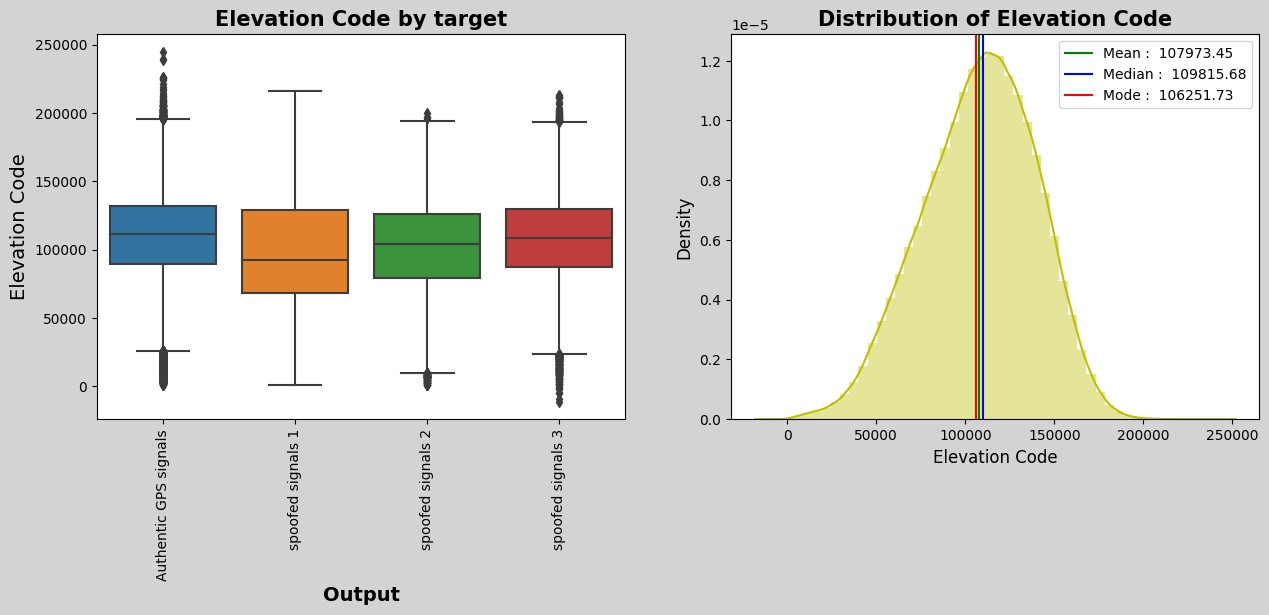 Elevation Code by target
Elevation Code
250000
200000
150000
100000
50000
0
Authentic GPS signals
spoofed signals 1
spoofed signals 2
spoofed signals 3
Output
Distribution of Elevation Code
1e−5
Density
1.2
1.0
0.8
0.6
0.4
0.2
0.0
Mean :  107973.45
Median :  109815.68
Mode :  106251.73
0 50000 100000 150000 200000 250000
Elevation Code